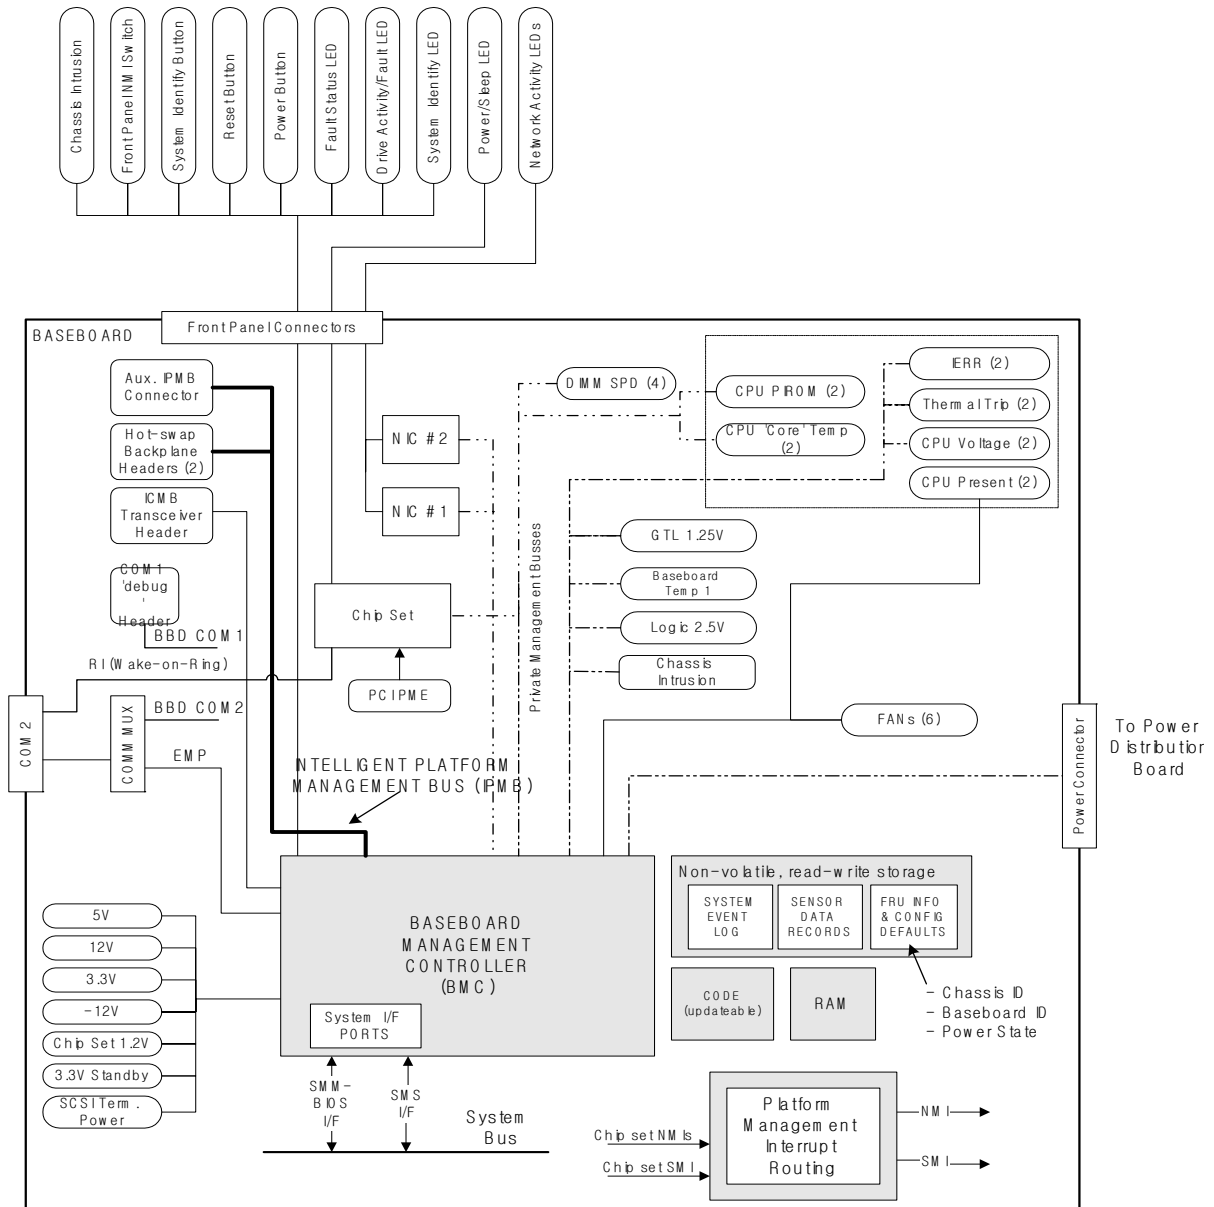 Chassis Intrusion
Front Panel NMI Switch
System Identify Button
Reset Button
Power Button
Fault Status LED
Drive Activity/Fault LED
System Identify LED
Power/Sleep LED
Network Activity LEDs
BASEBOARD
Front Panel Connectors
Aux. IPMB
Connector
Hot-swap
Backplane
Headers (2)
ICMB
Transceiver
Header
COM1
'debug
'
Header
BBD COM1
RI (Wake-on-Ring)
COM 2
COMM MUX
BBD COM2
EMP
NIC #2
NIC #1
Chip Set
PCI PME
DIMM SPD (4)
CPU PIROM (2)
CPU 'Core' Temp
(2)
IERR (2)
Thermal Trip (2)
CPU Voltage (2)
CPU Present (2)
Private Management Busses
GTL 1.25V
Baseboard
Temp 1
Logic 2.5V
Chassis
Intrusion
FANs (6)
Power Connector
To Power
Distributior
Board
INTELLIGENT PLATFORM
MANAGEMENT BUS (IPMB)
BASEBOARD
MANAGEMENT
CONTROLLER
(BMC)
System I/F
PORTS
5V
12V
3.3V
-12V
Chip Set 1.2V
3.3V Standby
SCSI Term.
Power
SMM-
BIOS
I/F
SMS
I/F
System
Bus
Non-volatile, read-write storage
SYSTEM
EVENT
LOG
SENSOR
DATA
RECORDS
FRU INFO
& CONFIG
DEFAULTS
CODE
(updateable)
RAM
- Chassis ID
- Baseboard ID
- Power State
Chip set NMIs
Chip set SMI
Platform
Management
Interrupt
Routing
NMI
SMI